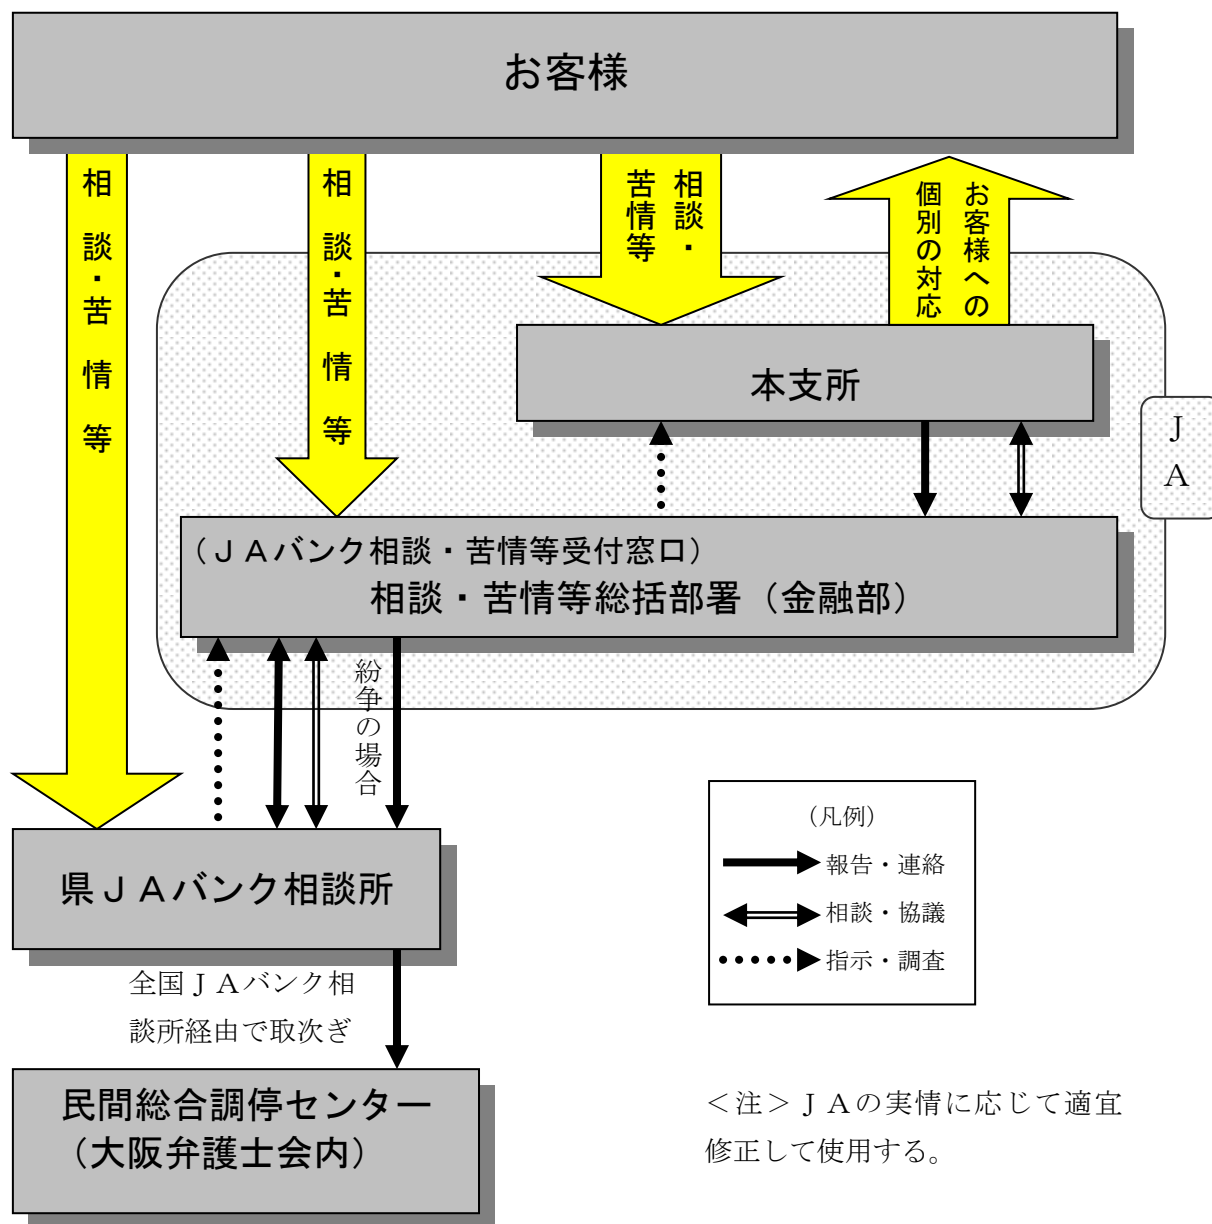 お客様
相談・苦情等
相談・苦情等
相談・
苦情等
お客様への
個別の対応
本支所
ＪＡ
（ＪＡバンク相談・苦情等受付窓口）
相談・苦情等総括部署（金融部）
紛争の場合
県ＪＡバンク相談所
（凡例）
報告・連絡
相談・協議
指示・調査
全国ＪＡバンク相
談所経由で取次ぎ
民間総合調停センター
（大阪弁護士会内）
＜注＞ＪＡの実情に応じて適宜
修正して使用する。